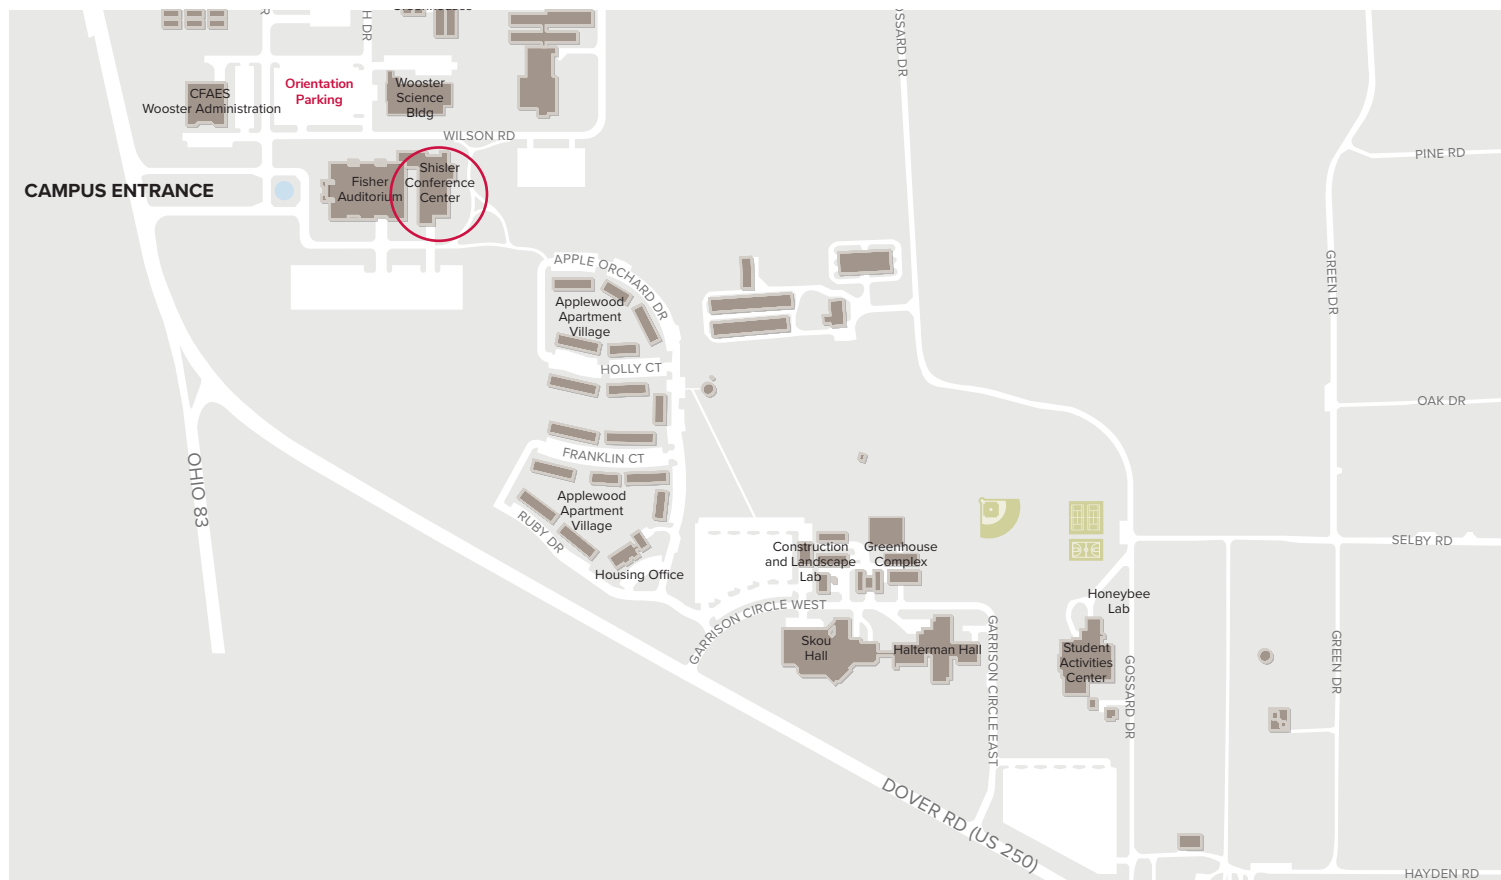 OSSARD DR
H DR
R
Orientation
Parking
CFAES
Wooster Administration
Wooster
Science
Bldg
WILSON RD
PINE RD
CAMPUS ENTRANCE
Fisher
Auditorium
Shisler
Conference
Center
APPLE ORCHARD DR
GREEN DR
Applewood
Apartment
Village
HOLLY CT
OAK DR
FRANKLIN CT
OHIO 83
Applewood
Apartment
Village
RUBY DR
Housing Office
Construction
and Landscape
Lab
Greenhouse
Complex
SELBY RD
Honeybee
Lab
GARRISON CIRCLE WEST
Skou
Hall
Halterman Hall
GARRISON CIRCLE EAST
Student
Activities
Center
GOSSARD DR
GREEN DR
DOVER RD (US 250)
HAYDEN RD